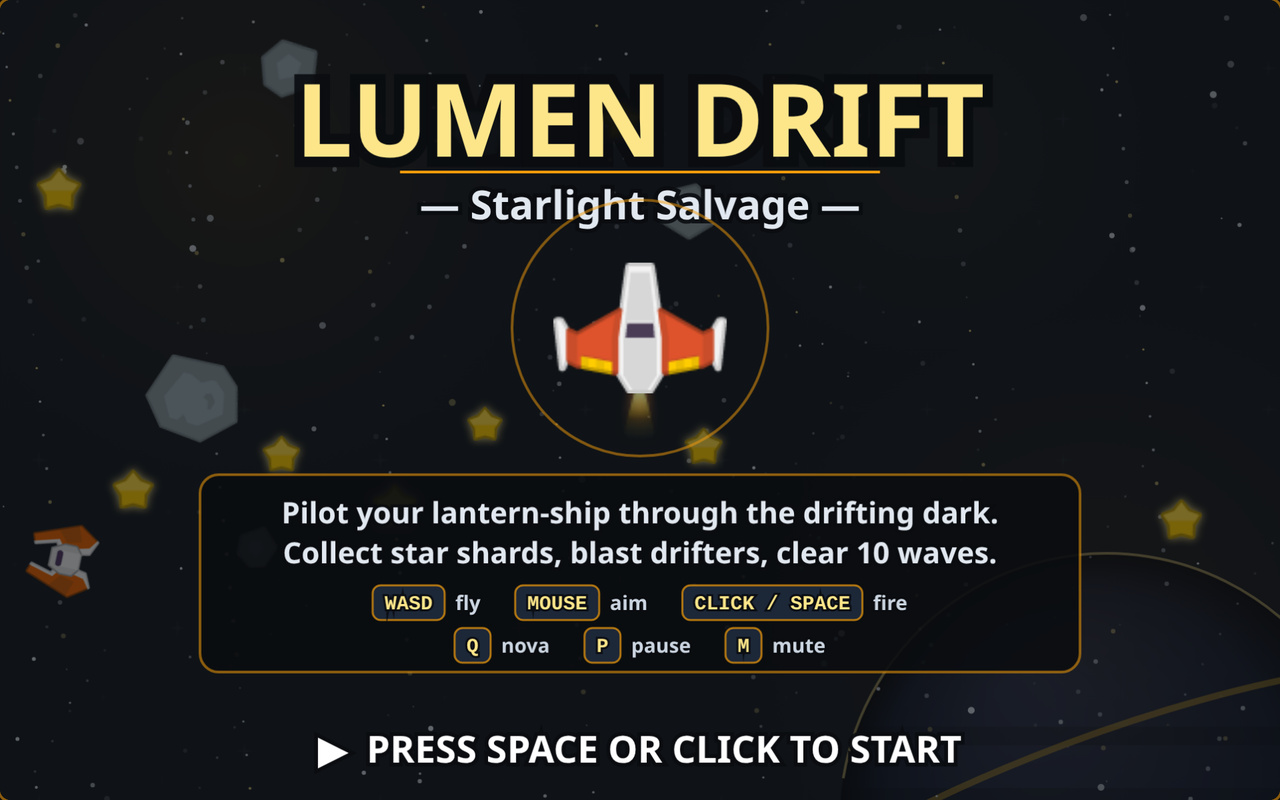 LUMEN DRIFT
— Starlight Salvage —
Pilot your lantern-ship through the drifting dark.
Collect star shards, blast drifters, clear 10 waves.
WASD fly MOUSE aim CLICK / SPACE fire
Q nova P pause M mute
▶ PRESS SPACE OR CLICK TO START